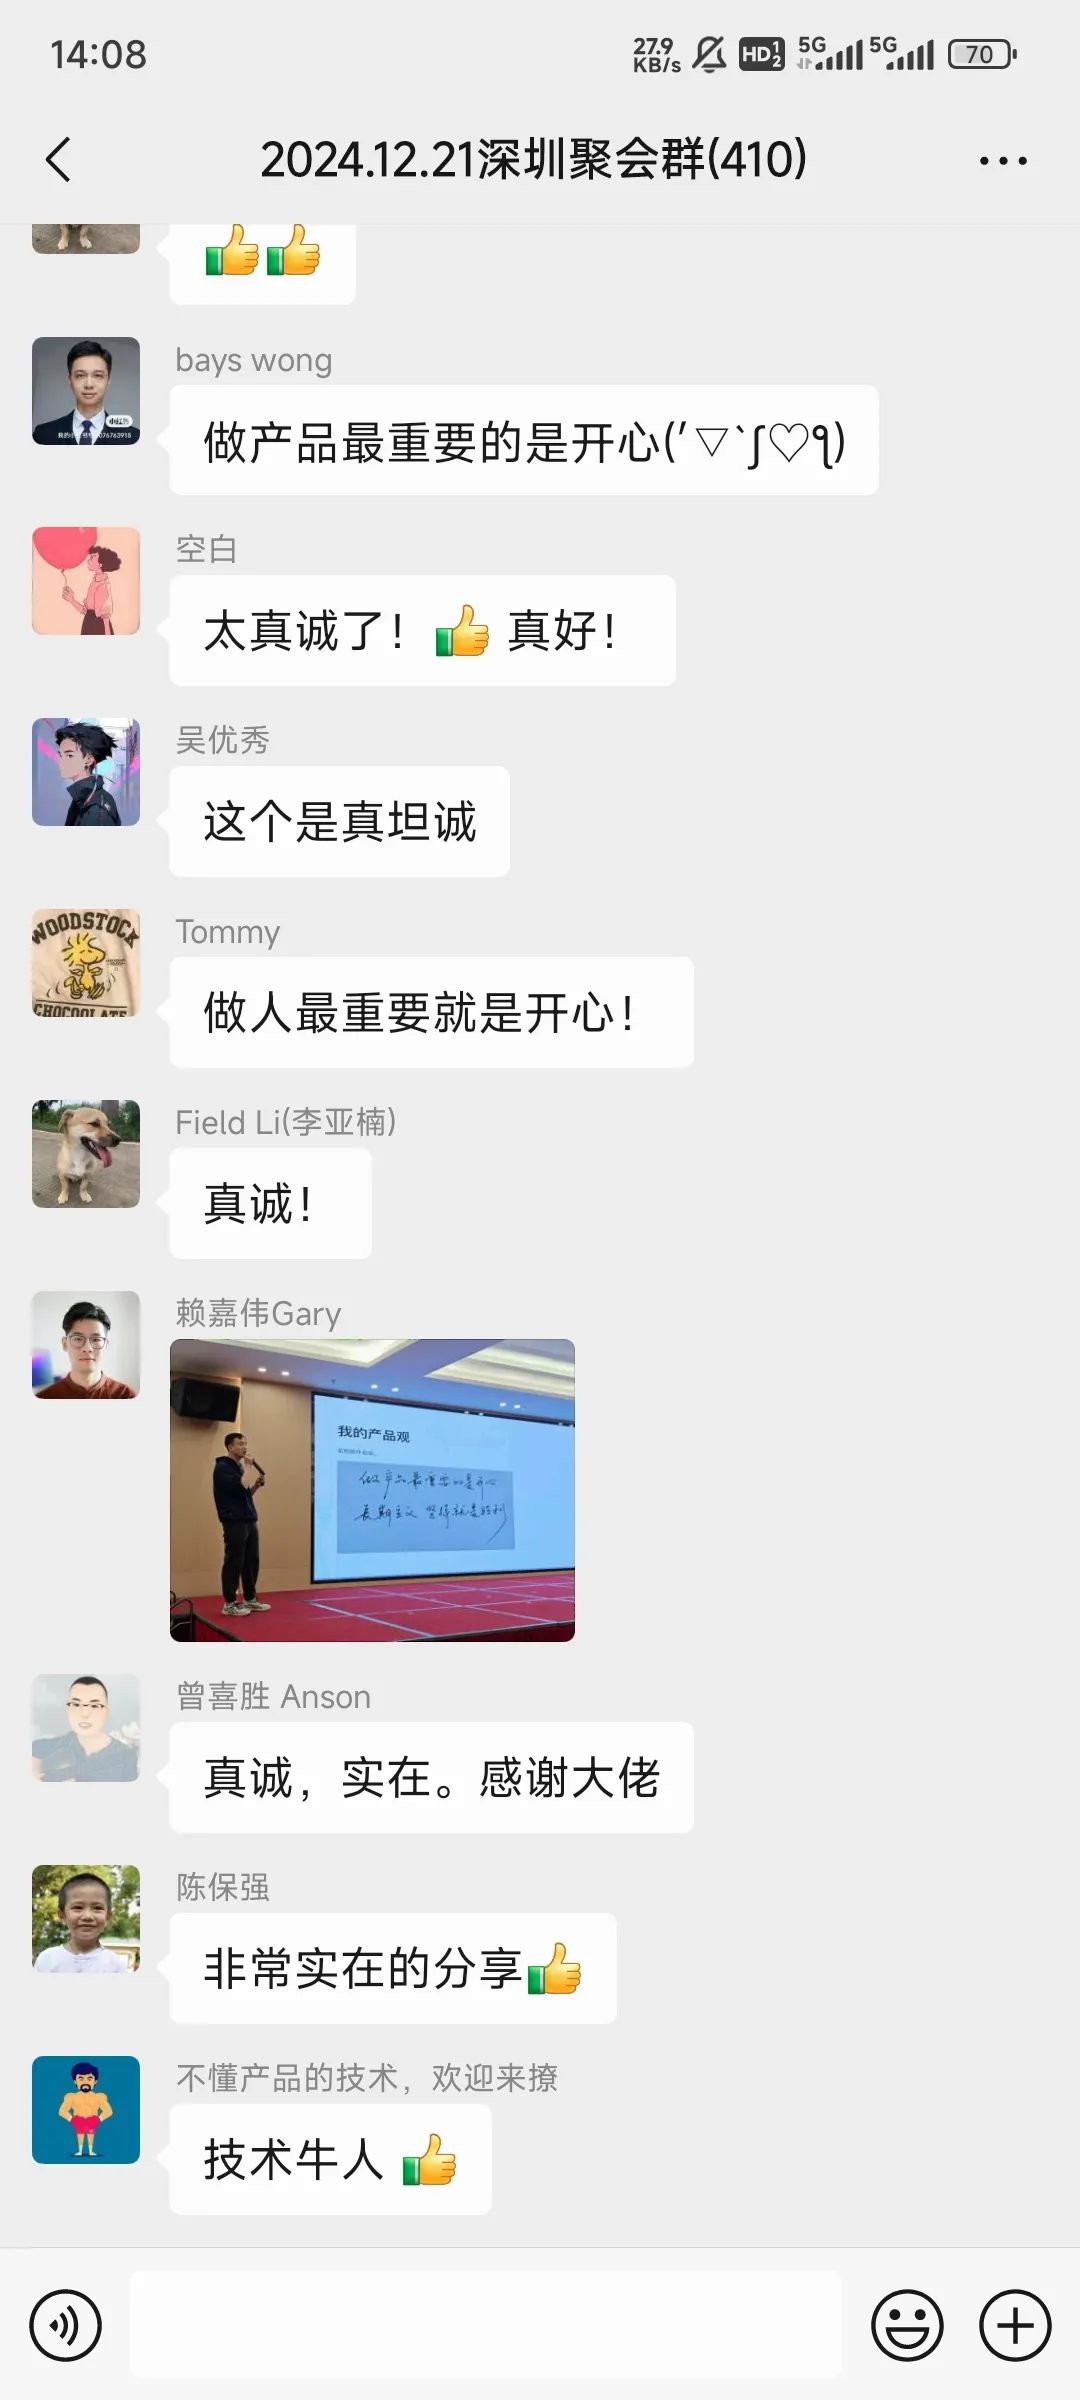 14:08
27.9 KB/s
HD 1 2
5G
5G
70
2024.12.21深圳聚会群(410)
👍👍
bays wong
做产品最重要的是开心(′▽`ʃ♡ƪ)
小红书
空白
太真诚了！👍 真好！
吴优秀
这个是真坦诚
WOODSTOCK
CHOCOOLATE
Tommy
做人最重要就是开心！
Field Li(李亚楠)
真诚！
赖嘉伟Gary
我的产品观
做产品最重要的是开心
长期主义 坚持就是胜利
曾喜胜 Anson
真诚，实在。感谢大佬
陈保强
非常实在的分享👍
不懂产品的技术，欢迎来撩
技术牛人 👍